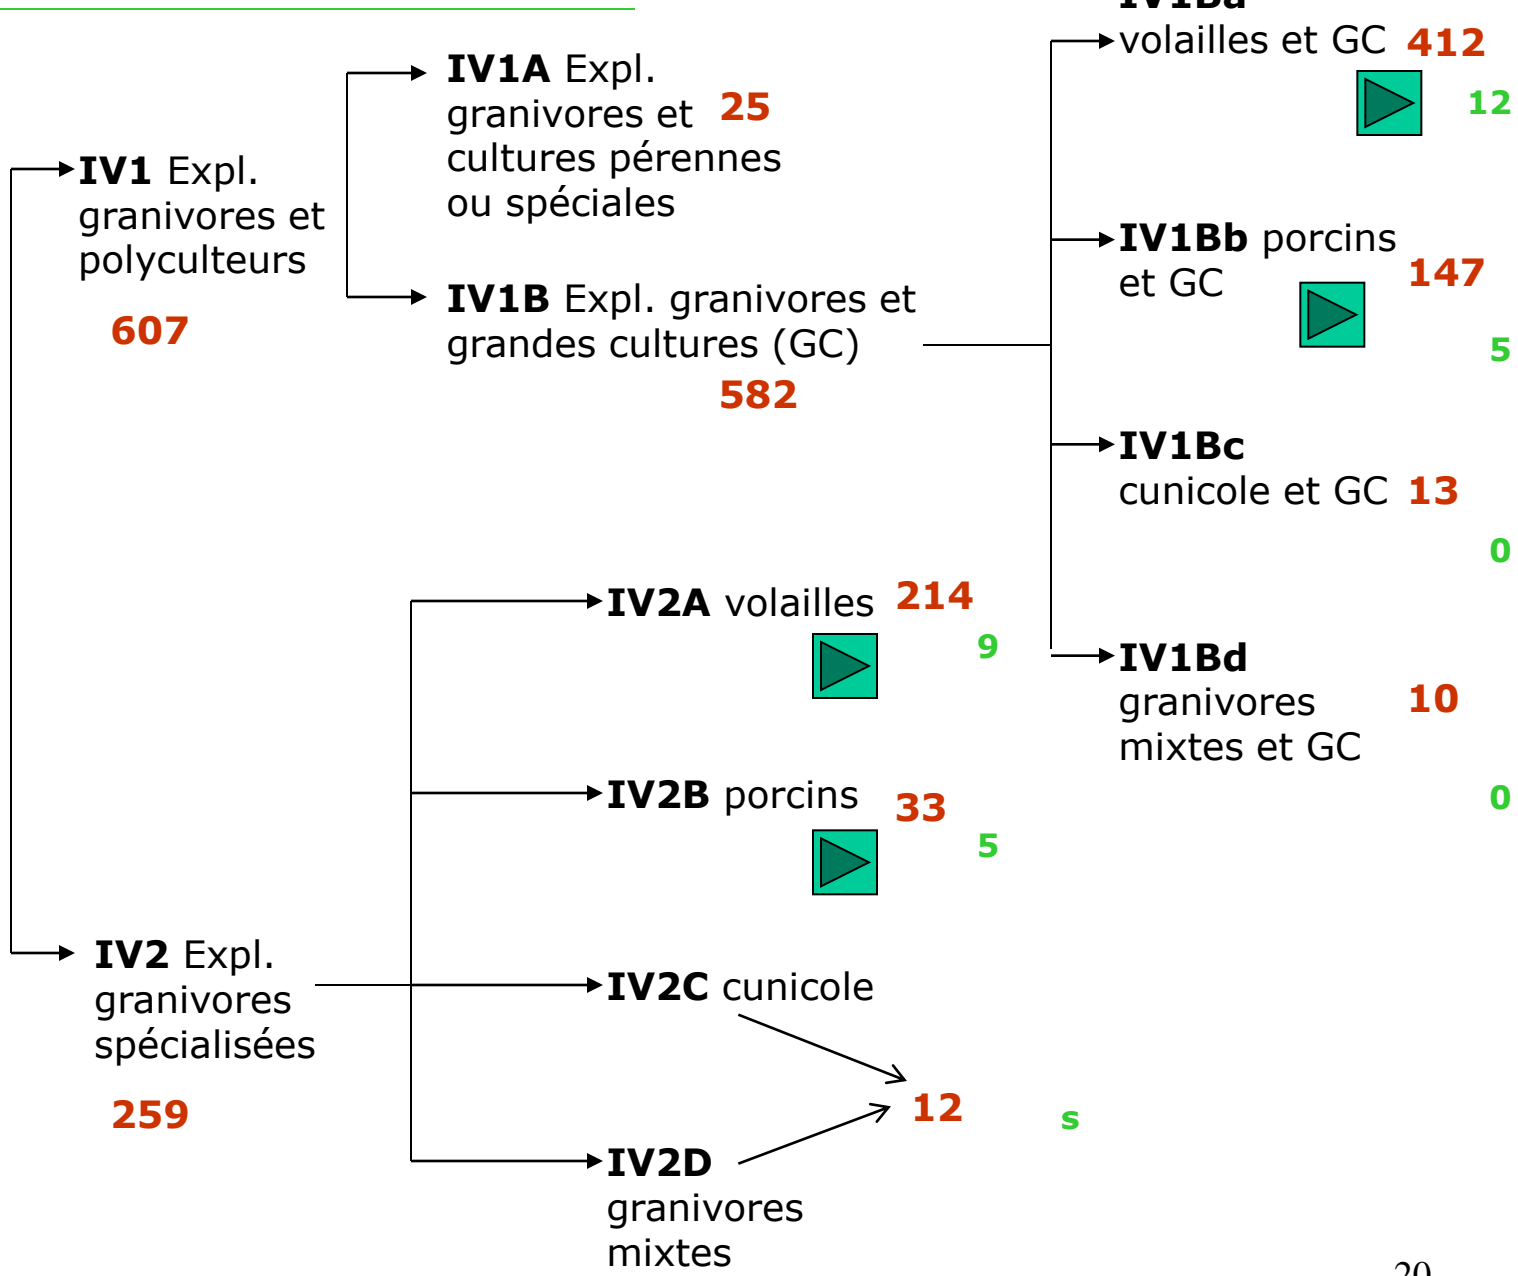 IV1 Expl.
granivores et
polyculteurs
607
IV1A Expl.
granivores et 25
cultures pérennes
ou spéciales
IV1B Expl. granivores et
grandes cultures (GC)
582
IV1Ba
volailles et GC 412
12
IV1Bb porcins
et GC 147
5
IV1Bc
cunicole et GC 13
0
IV1Bd
granivores 10
mixtes et GC
0
IV2 Expl.
granivores
spécialisées
259
IV2A volailles 214
9
IV2B porcins 33
5
IV2C cunicole
12 s
IV2D
granivores
mixtes
20